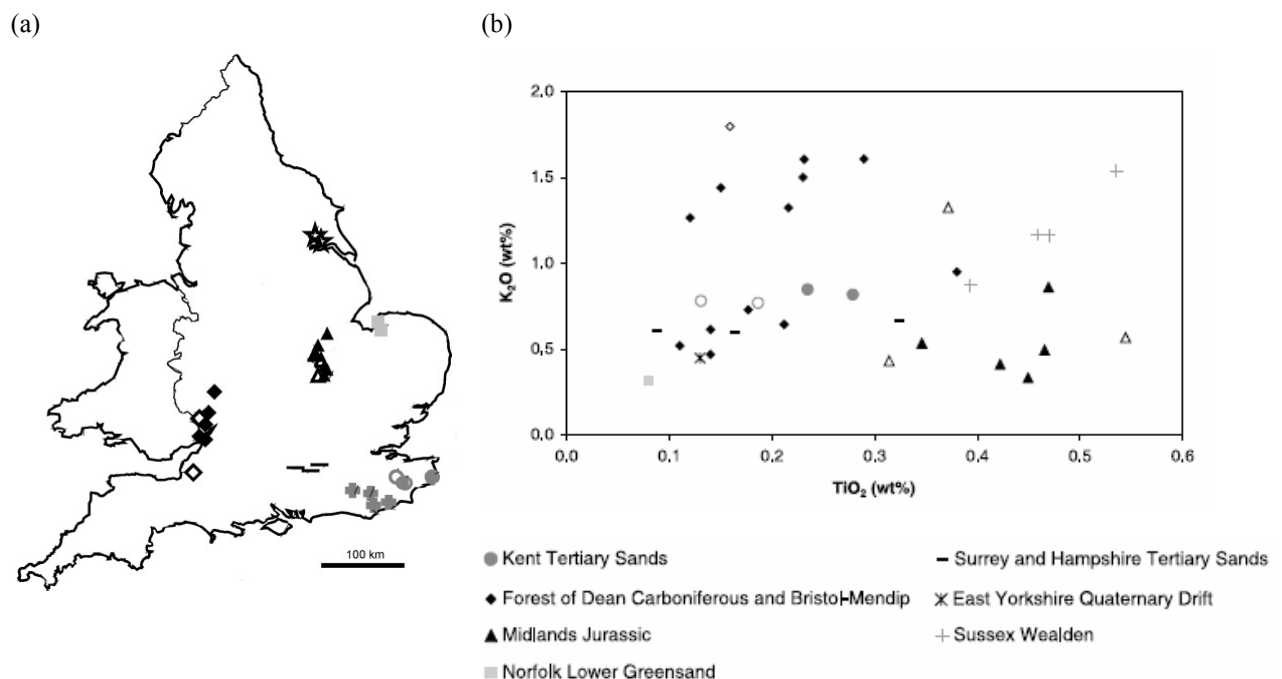 (a)
(b)
100 km
2.0
1.5
1.0
0.5
0.0
K₂O (wt%)
0.0 0.1 0.2 0.3 0.4 0.5 0.6
TiO₂ (wt%)
Kent Tertiary Sands
Surrey and Hampshire Tertiary Sands
Forest of Dean Carboniferous and Bristol-Mendip
East Yorkshire Quaternary Drift
Midlands Jurassic
Sussex Wealden
Norfolk Lower Greensand